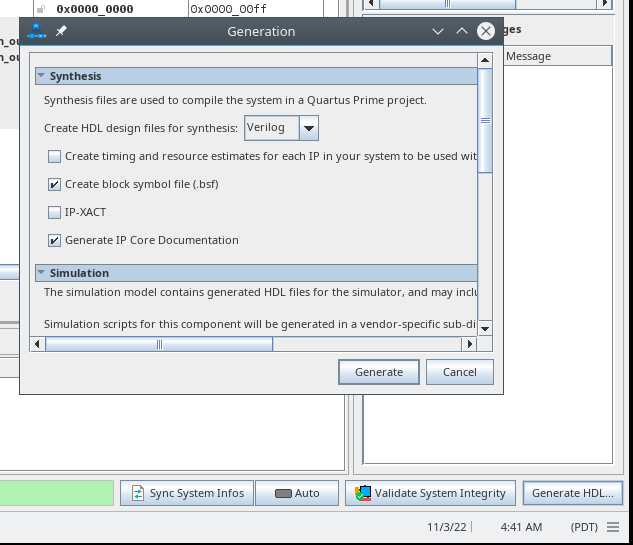 0x0000_0000
0x0000_00ff
Generation
ges
Message
Synthesis
Synthesis files are used to compile the system in a Quartus Prime project.
Create HDL design files for synthesis: Verilog
Create timing and resource estimates for each IP in your system to be used wit
Create block symbol file (.bsf)
IP-XACT
Generate IP Core Documentation
Simulation
The simulation model contains generated HDL files for the simulator, and may inclu
Simulation scripts for this component will be generated in a vendor-specific sub-di
Generate
Cancel
Sync System Infos
Auto
Validate System Integrity
Generate HDL...
11/3/22
4:41 AM
(PDT)